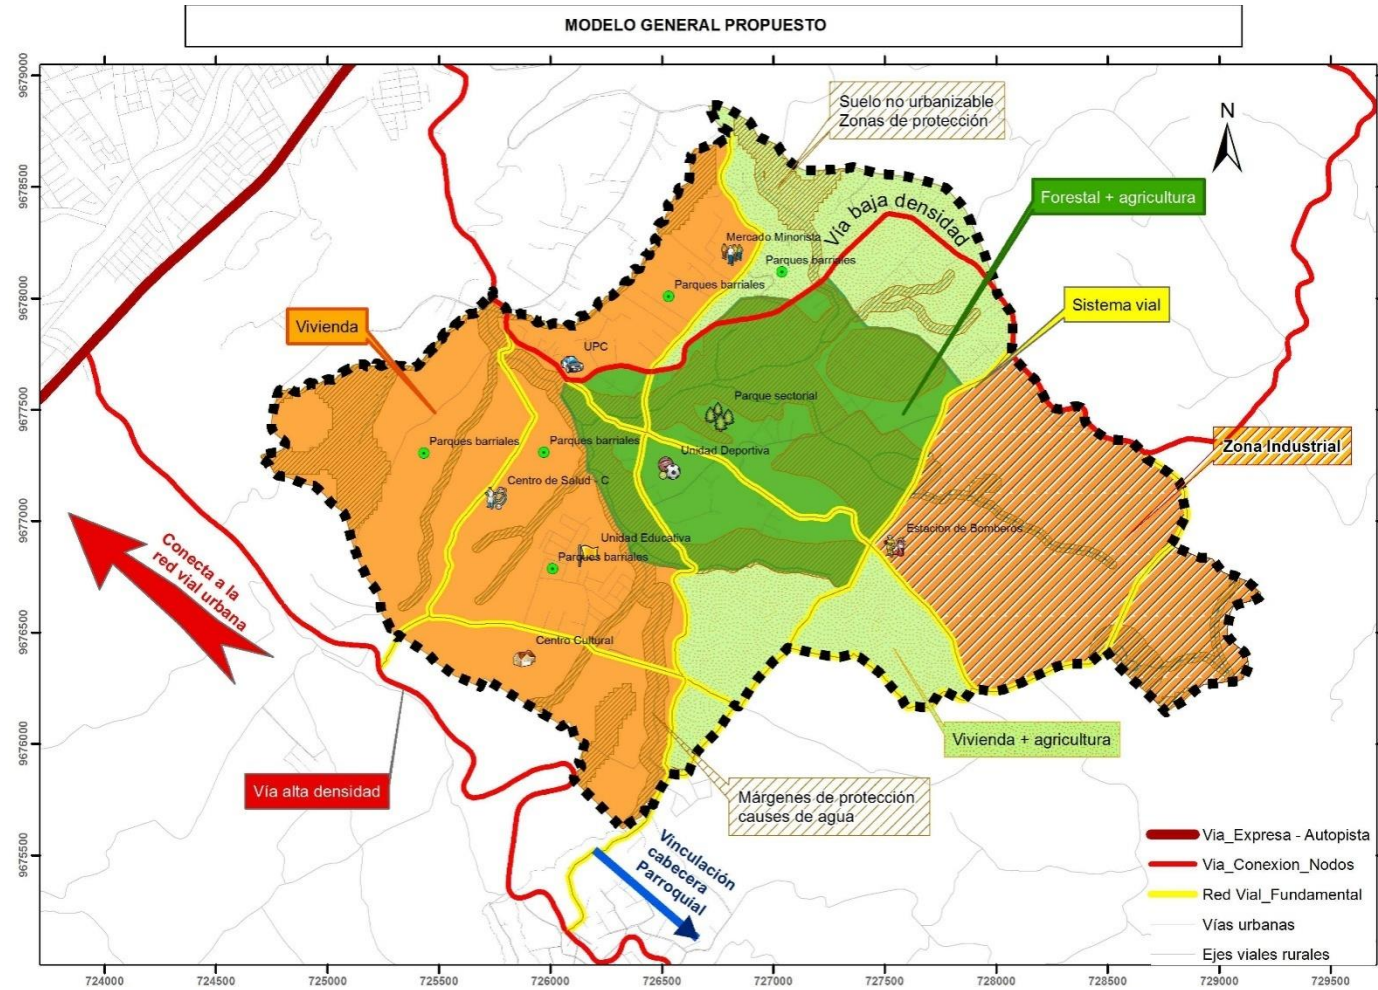 MODELO GENERAL PROPUESTO
9679000
9678500
9678000
9677500
9677000
9676500
9676000
9675500
Suelo no urbanizable
Zonas de protección
N
Forestal + agricultura
Via baja densidad
Mercado Minorista
Parques barriales
Parques barriales
Sistema vial
Vivienda
UPC
Parque sectorial
Parques barriales
Parques barriales
Unidad Deportiva
Zona Industrial
Centro de Salud - C
Estacion de Bomberos
Unidad Educativa
Parques barriales
Conecta a la
red vial urbana
Centro Cultural
Vivienda + agricultura
Vía alta densidad
Márgenes de protección
causes de agua
Vinculación
cabecera
Parroquial
Via_Expresa - Autopista
Via_Conexion_Nodos
Red Vial_Fundamental
Vías urbanas
Ejes viales rurales
724000
724500
725000
725500
726000
726500
727000
727500
728000
728500
729000
729500